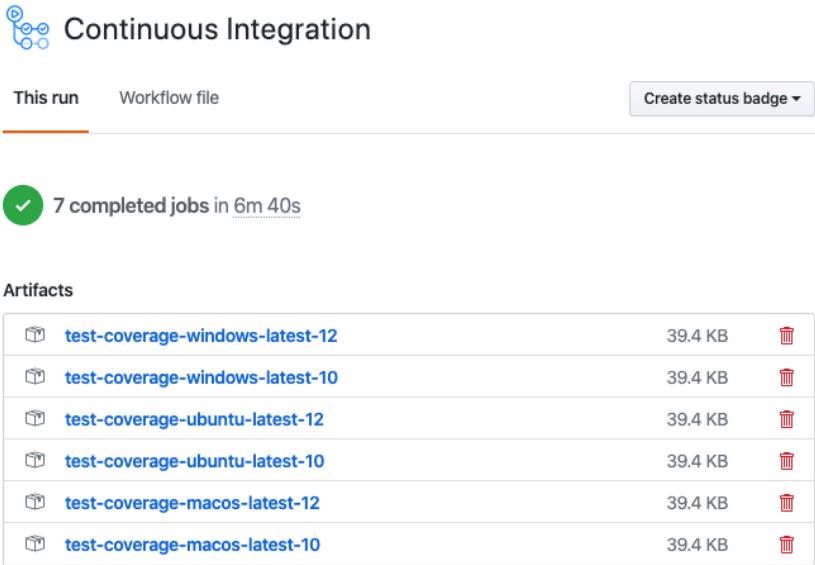 Continuous Integration
This run Workflow file Create status badge
7 completed jobs in 6m 40s
Artifacts
test-coverage-windows-latest-12 39.4 KB
test-coverage-windows-latest-10 39.4 KB
test-coverage-ubuntu-latest-12 39.4 KB
test-coverage-ubuntu-latest-10 39.4 KB
test-coverage-macos-latest-12 39.4 KB
test-coverage-macos-latest-10 39.4 KB